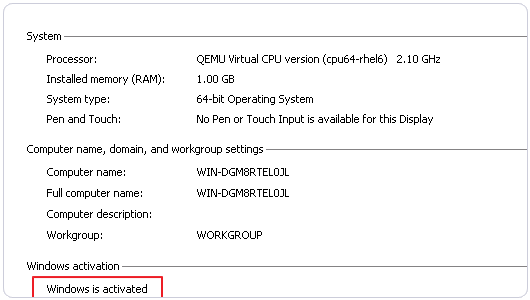 System
Processor: QEMU Virtual CPU version (cpu64-rhel6) 2.10 GHz
Installed memory (RAM): 1.00 GB
System type: 64-bit Operating System
Pen and Touch: No Pen or Touch Input is available for this Display
Computer name, domain, and workgroup settings
Computer name: WIN-DGM8RTEL0JL
Full computer name: WIN-DGM8RTEL0JL
Computer description:
Workgroup: WORKGROUP
Windows activation
Windows is activated